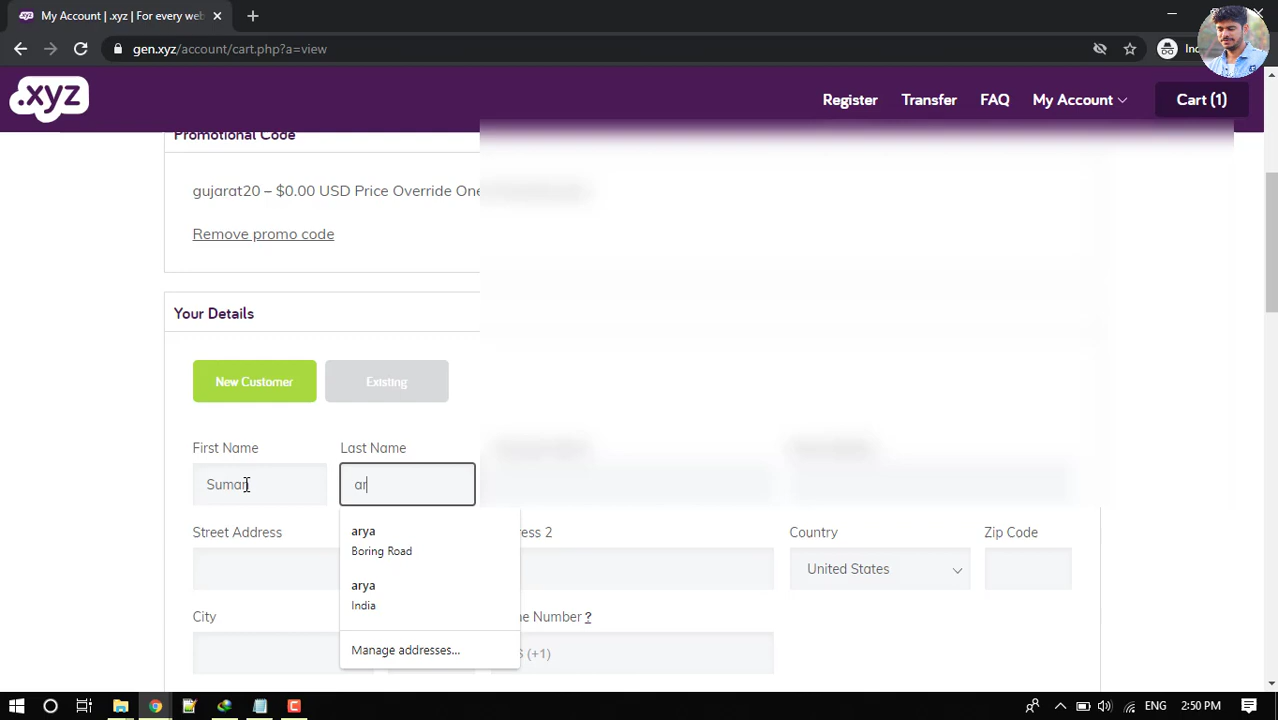 My Account | .xyz | For every web
gen.xyz/account/cart.php?a=view
.xyz
Register
Transfer
FAQ
My Account
Cart (1)
Promotional Code
gujarat20 – $0.00 USD Price Override One
Remove promo code
Your Details
New Customer
Existing
First Name
Last Name
Suman
ar
arya
Boring Road
arya
India
Manage addresses...
Street Address
Country
Zip Code
United States
City
Number ?
(+1)
ENG
2:50 PM